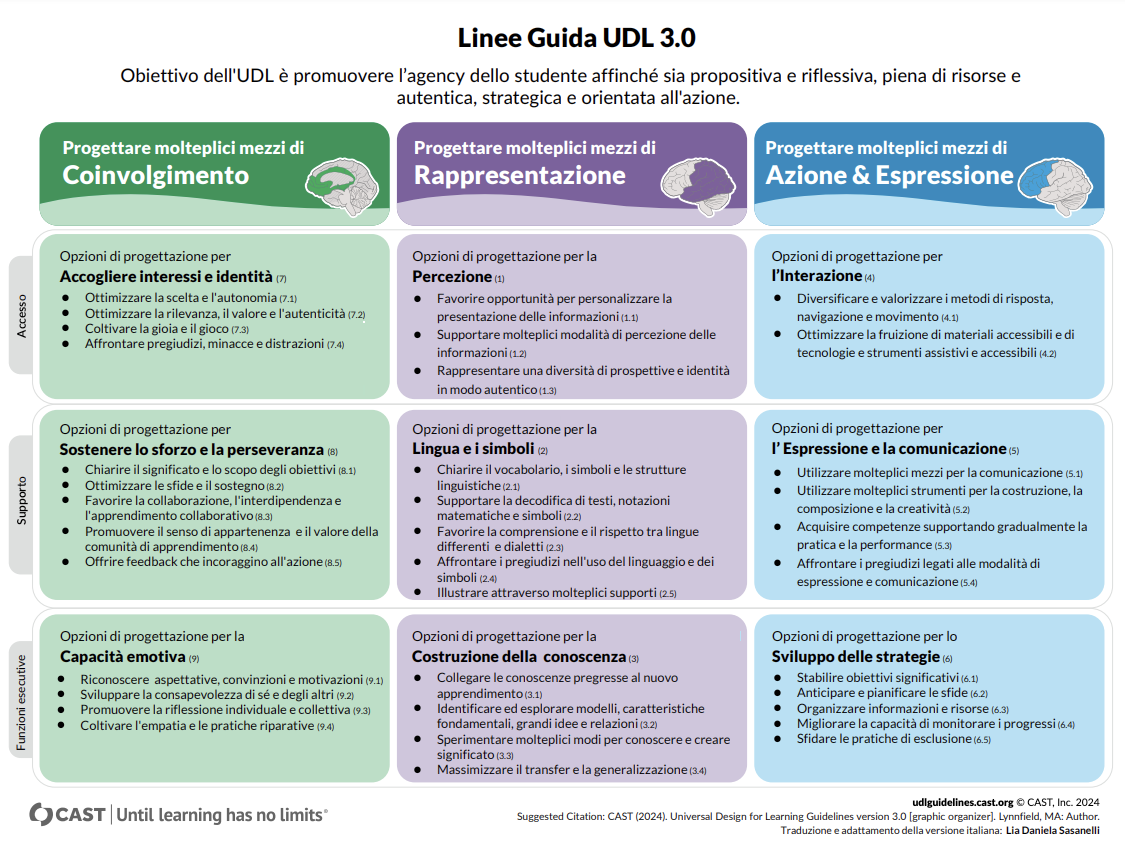 Linee Guida UDL 3.0
Obiettivo dell'UDL è promuovere l'agency dello studente affinché sia propositiva e riflessiva, piena di risorse e
autentica, strategica e orientata all'azione.
Progettare molteplici mezzi di
Coinvolgimento
Progettare molteplici mezzi di
Rappresentazione
Progettare molteplici mezzi di
Azione & Espressione
Accesso
Opzioni di progettazione per
Accogliere interessi e identità (7)
● Ottimizzare la scelta e l'autonomia (7.1)
● Ottimizzare la rilevanza, il valore e l'autenticità (7.2)
● Coltivare la gioia e il gioco (7.3)
● Affrontare pregiudizi, minacce e distrazioni (7.4)
Opzioni di progettazione per la
Percezione (1)
● Favorire opportunità per personalizzare la
presentazione delle informazioni (1.1)
● Supportare molteplici modalità di percezione delle
informazioni (1.2)
● Rappresentare una diversità di prospettive e identità
in modo autentico (1.3)
Opzioni di progettazione per
l'Interazione (4)
● Diversificare e valorizzare i metodi di risposta,
navigazione e movimento (4.1)
● Ottimizzare la fruizione di materiali accessibili e di
tecnologie e strumenti assistivi e accessibili (4.2)
Supporto
Opzioni di progettazione per
Sostenere lo sforzo e la perseveranza (8)
● Chiarire il significato e lo scopo degli obiettivi (8.1)
● Ottimizzare le sfide e il sostegno (8.2)
● Favorire la collaborazione, l'interdipendenza e
l'apprendimento collaborativo (8.3)
● Promuovere il senso di appartenenza e il valore della
comunità di apprendimento (8.4)
● Offrire feedback che incoraggino all'azione (8.5)
Opzioni di progettazione per la
Lingua e i simboli (2)
● Chiarire il vocabolario, i simboli e le strutture
linguistiche (2.1)
● Supportare la decodifica di testi, notazioni
matematiche e simboli (2.2)
● Favorire la comprensione e il rispetto tra lingue
differenti e dialetti (2.3)
● Affrontare i pregiudizi nell'uso del linguaggio e dei
simboli (2.4)
● Illustrare attraverso molteplici supporti (2.5)
Opzioni di progettazione per
l' Espressione e la comunicazione (5)
● Utilizzare molteplici mezzi per la comunicazione (5.1)
● Utilizzare molteplici strumenti per la costruzione, la
composizione e la creatività (5.2)
● Acquisire competenze supportando gradualmente la
pratica e la performance (5.3)
● Affrontare i pregiudizi legati alle modalità di
espressione e comunicazione (5.4)
Funzioni esecutive
Opzioni di progettazione per la
Capacità emotiva (9)
● Riconoscere aspettative, convinzioni e motivazioni (9.1)
● Sviluppare la consapevolezza di sé e degli altri (9.2)
● Promuovere la riflessione individuale e collettiva (9.3)
● Coltivare l'empatia e le pratiche riparative (9.4)
Opzioni di progettazione per la
Costruzione della conoscenza (3)
● Collegare le conoscenze pregresse al nuovo
apprendimento (3.1)
● Identificare ed esplorare modelli, caratteristiche
fondamentali, grandi idee e relazioni (3.2)
● Sperimentare molteplici modi per conoscere e creare
significato (3.3)
● Massimizzare il transfer e la generalizzazione (3.4)
Opzioni di progettazione per lo
Sviluppo delle strategie (6)
● Stabilire obiettivi significativi (6.1)
● Anticipare e pianificare le sfide (6.2)
● Organizzare informazioni e risorse (6.3)
● Migliorare la capacità di monitorare i progressi (6.4)
● Sfidare le pratiche di esclusione (6.5)
CAST | Until learning has no limits®
udlguidelines.cast.org © CAST, Inc. 2024
Suggested Citation: CAST (2024). Universal Design for Learning Guidelines version 3.0 [graphic organizer]. Lynnfield, MA: Author.
Traduzione e adattamento della versione italiana: Lia Daniela Sasanelli